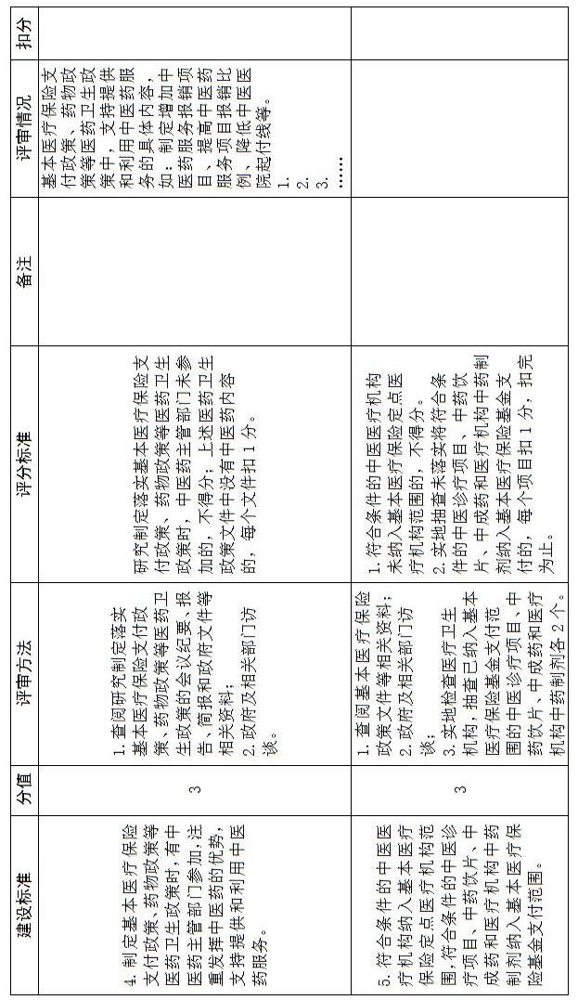 建设标准
分值
评审方法
评分标准
备注
评审情况
扣分
4. 制定基本医疗保险
支付政策、药物政策等
医药卫生政策时,有中
医药主管部门参加,注
重发挥中医药的优势,
支持提供和利用中医
药服务。
3
1. 查阅研究制定落实
基本医疗保险支付政
策、药物政策等医药卫
生政策的会议纪要、报
告、简报和政府文件等
相关资料;
2. 政府及相关部门访
谈。
研究制定落实基本医疗保险支
付政策、药物政策等医药卫生
政策时,中医药主管部门未参
加的,不得分;上述医药卫生
政策文件中没有中医药内容
的,每个文件扣 1 分。
基本医疗保险支
付政策、药物政
策等医药卫生政
策中,支持提供
和利用中医药服
务的具体内容,
如:制定增加中
医药服务报销项
目、提高中医药
服务项目报销比
例、降低中医医
院起付线等。
1.
2.
3.
……
5. 符合条件的中医医
疗机构纳入基本医疗
保险定点医疗机构范
围,符合条件的中医诊
疗项目、中药饮片、中
成药和医疗机构中药
制剂纳入基本医疗保
险基金支付范围。
3
1. 查阅基本医疗保险
政策文件等相关资料;
2. 政府及相关部门访
谈;
3. 实地检查医疗卫生
机构,抽查已纳入基本
医疗保险基金支付范
围的中医诊疗项目、中
药饮片、中成药和医疗
机构中药制剂各 2 个。
1. 符合条件的中医医疗机构
未纳入基本医疗保险定点医
疗机构范围的,不得分。
2. 实地抽查未落实将符合条
件的中医诊疗项目、中药饮
片、中成药和医疗机构中药制
剂纳入基本医疗保险基金支
付的,每个项目扣 1 分,扣完
为止。